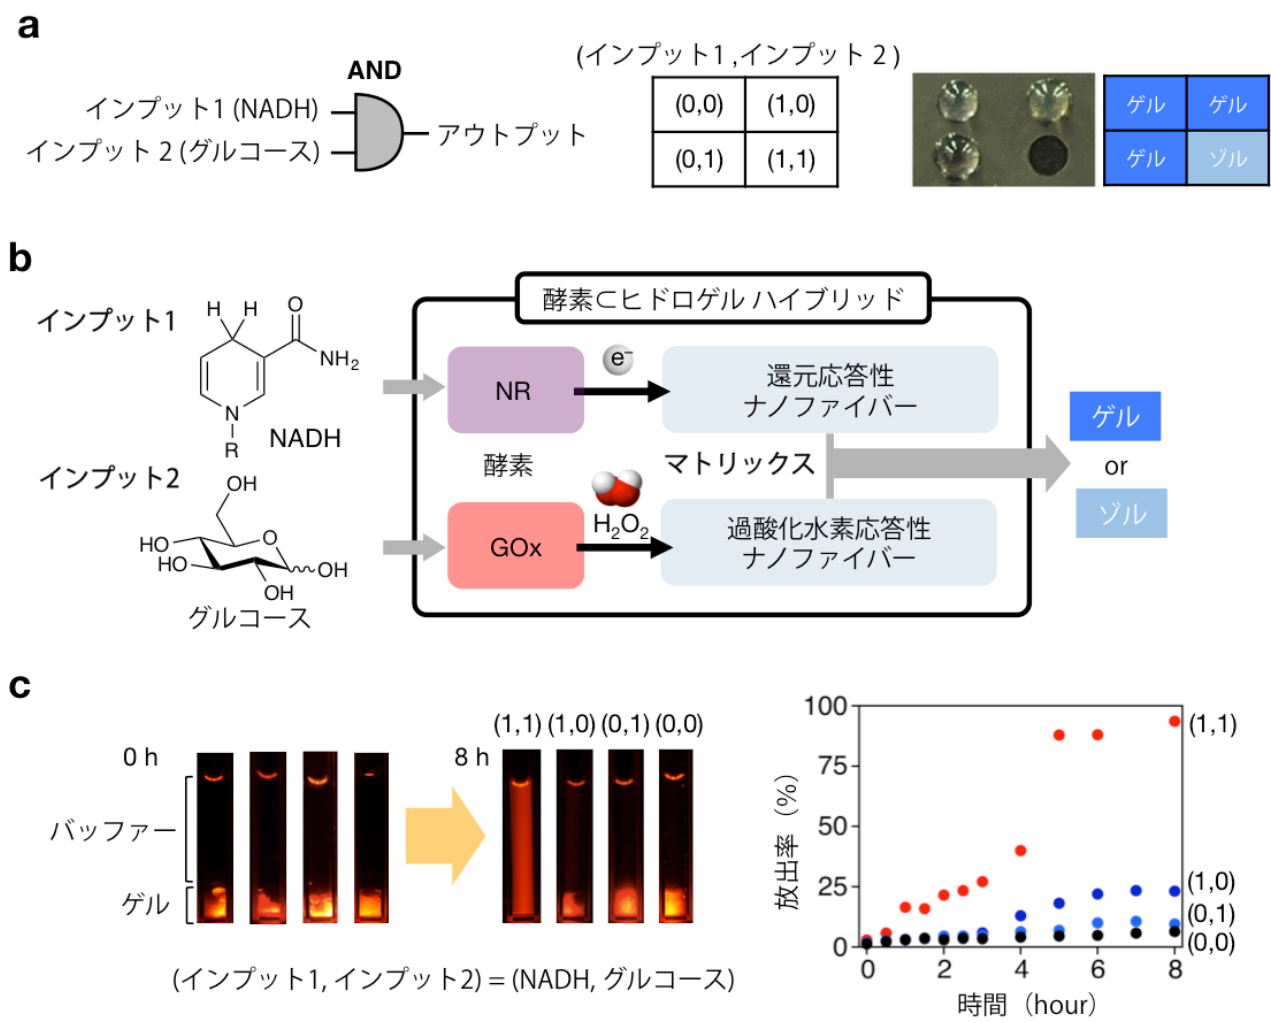 a
AND
インプット1 (NADH)
インプット 2 (グルコース)
アウトプット
(インプット1 ,インプット 2 )
(0,0) (1,0)
(0,1) (1,1)
ゲル ゲル
ゲル ゾル
b
酵素⊂ヒドロゲル ハイブリッド
インプット1
H H O
NH2
N
R
NADH
NR
e−
還元応答性
ナノファイバー
酵素
マトリックス
ゲル
or
ゾル
インプット2
OH
HO
HO
O
OH
OH
グルコース
GOx
H2O2
過酸化水素応答性
ナノファイバー
c
0 h
バッファー
ゲル
8 h
(1,1) (1,0) (0,1) (0,0)
(インプット1, インプット2) = (NADH, グルコース)
放出率 (%)
100
75
50
25
0
0 2 4 6 8
時間 (hour)
(1,1)
(1,0)
(0,1)
(0,0)